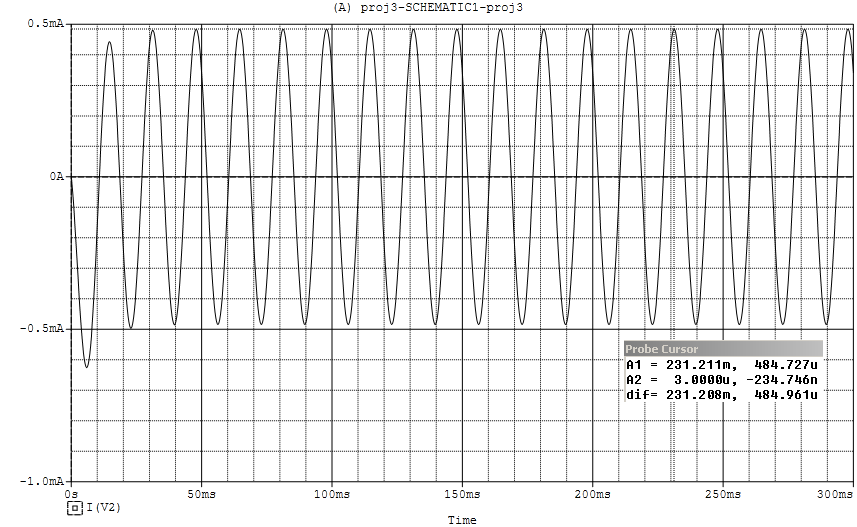 (A) proj3-SCHEMATIC1-proj3
0.5mA
0A
-0.5mA
-1.0mA
Probe Cursor
A1 = 231.211m, 484.727u
A2 = 3.0000u, -234.746n
dif= 231.208m, 484.961u
0s 50ms 100ms 150ms 200ms 250ms 300ms
I(V2)
Time